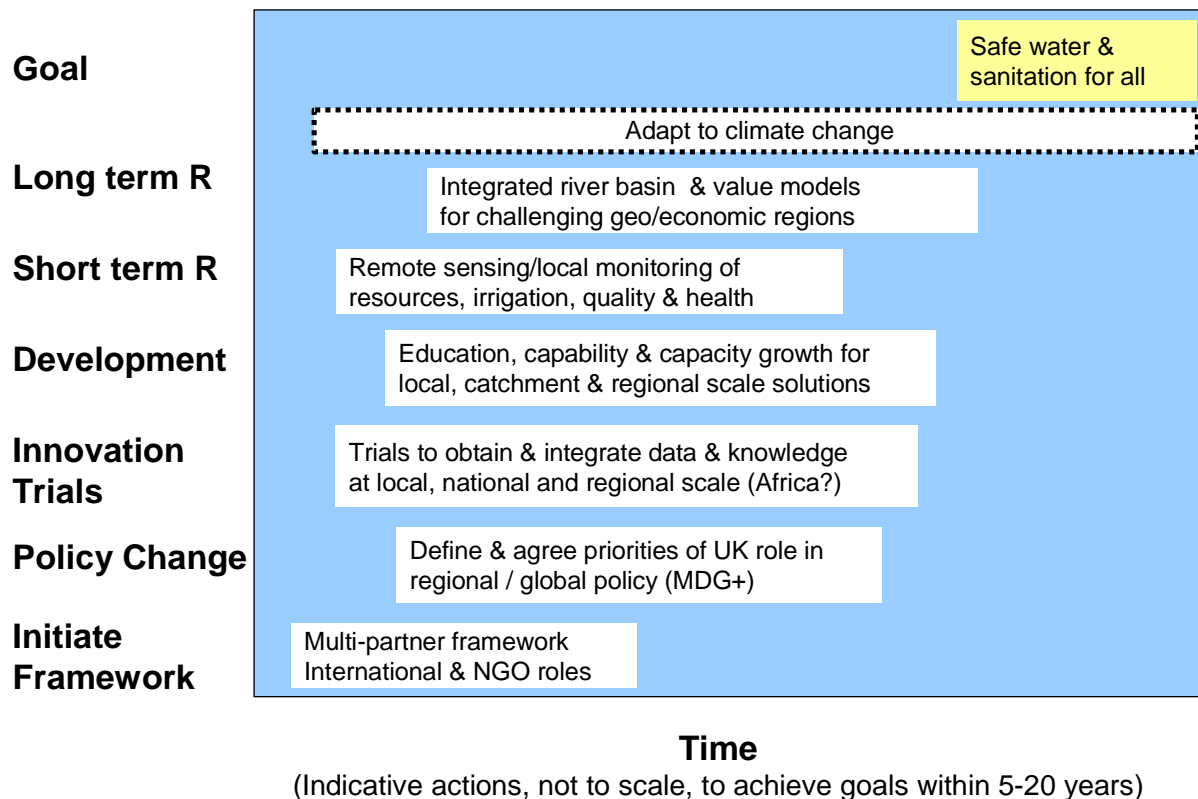 Goal
Safe water &
sanitation for all
Adapt to climate change
Long term R
Integrated river basin & value models
for challenging geo/economic regions
Short term R
Remote sensing/local monitoring of
resources, irrigation, quality & health
Development
Education, capability & capacity growth for
local, catchment & regional scale solutions
Innovation
Trials
Trials to obtain & integrate data & knowledge
at local, national and regional scale (Africa?)
Policy Change
Define & agree priorities of UK role in
regional / global policy (MDG+)
Initiate
Framework
Multi-partner framework
International & NGO roles
Time
(Indicative actions, not to scale, to achieve goals within 5-20 years)